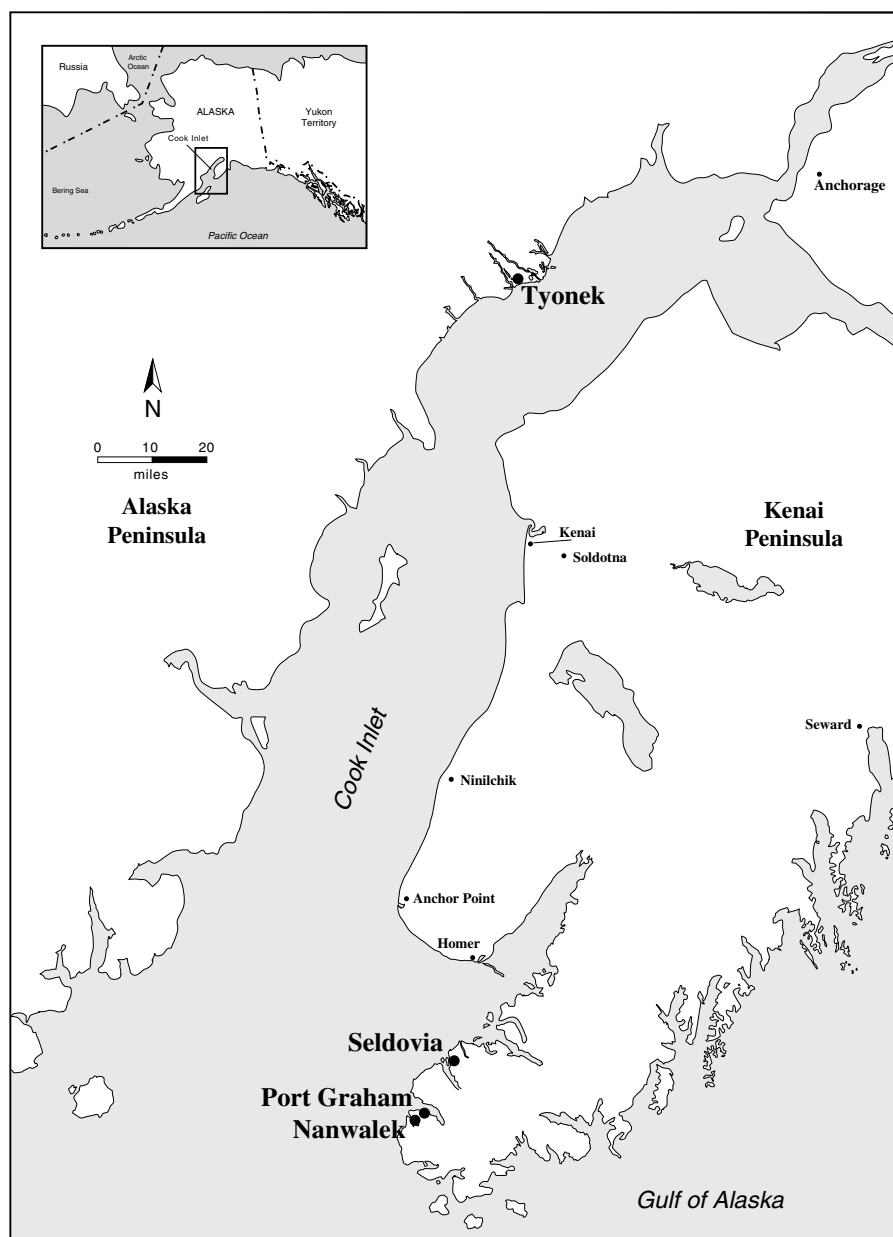 Russia
Arctic
Ocean
ALASKA
Yukon
Territory
Cook Inlet
Bering Sea
Pacific Ocean
Anchorage
Tyonek
N
0 10 20
miles
Alaska
Peninsula
Kenai
Peninsula
Kenai
Soldotna
Seward
Cook Inlet
Ninilchik
Anchor Point
Homer
Seldovia
Port Graham
Nanwalek
Gulf of Alaska